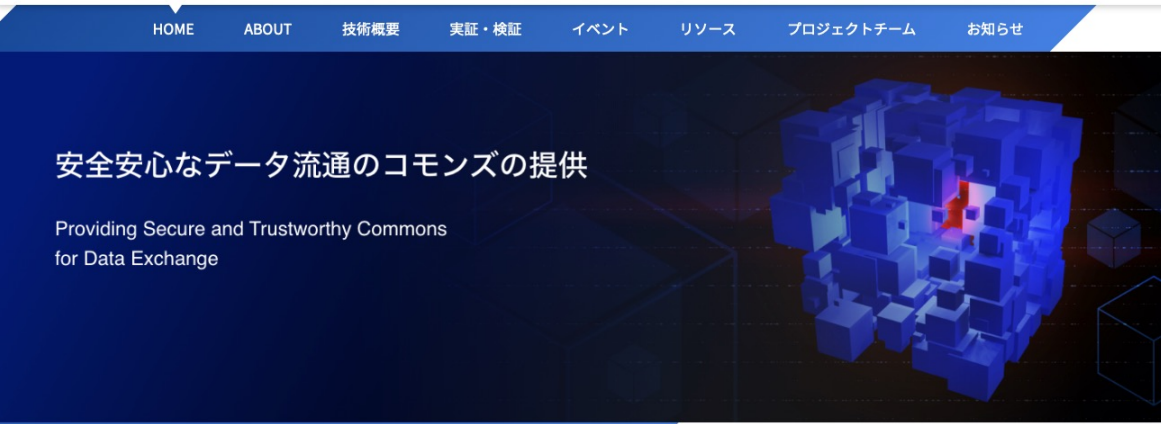 HOME ABOUT 技術概要 実証・検証 イベント リソース プロジェクトチーム お知らせ
安全安心なデータ流通のコモンズの提供
Providing Secure and Trustworthy Commons
for Data Exchange